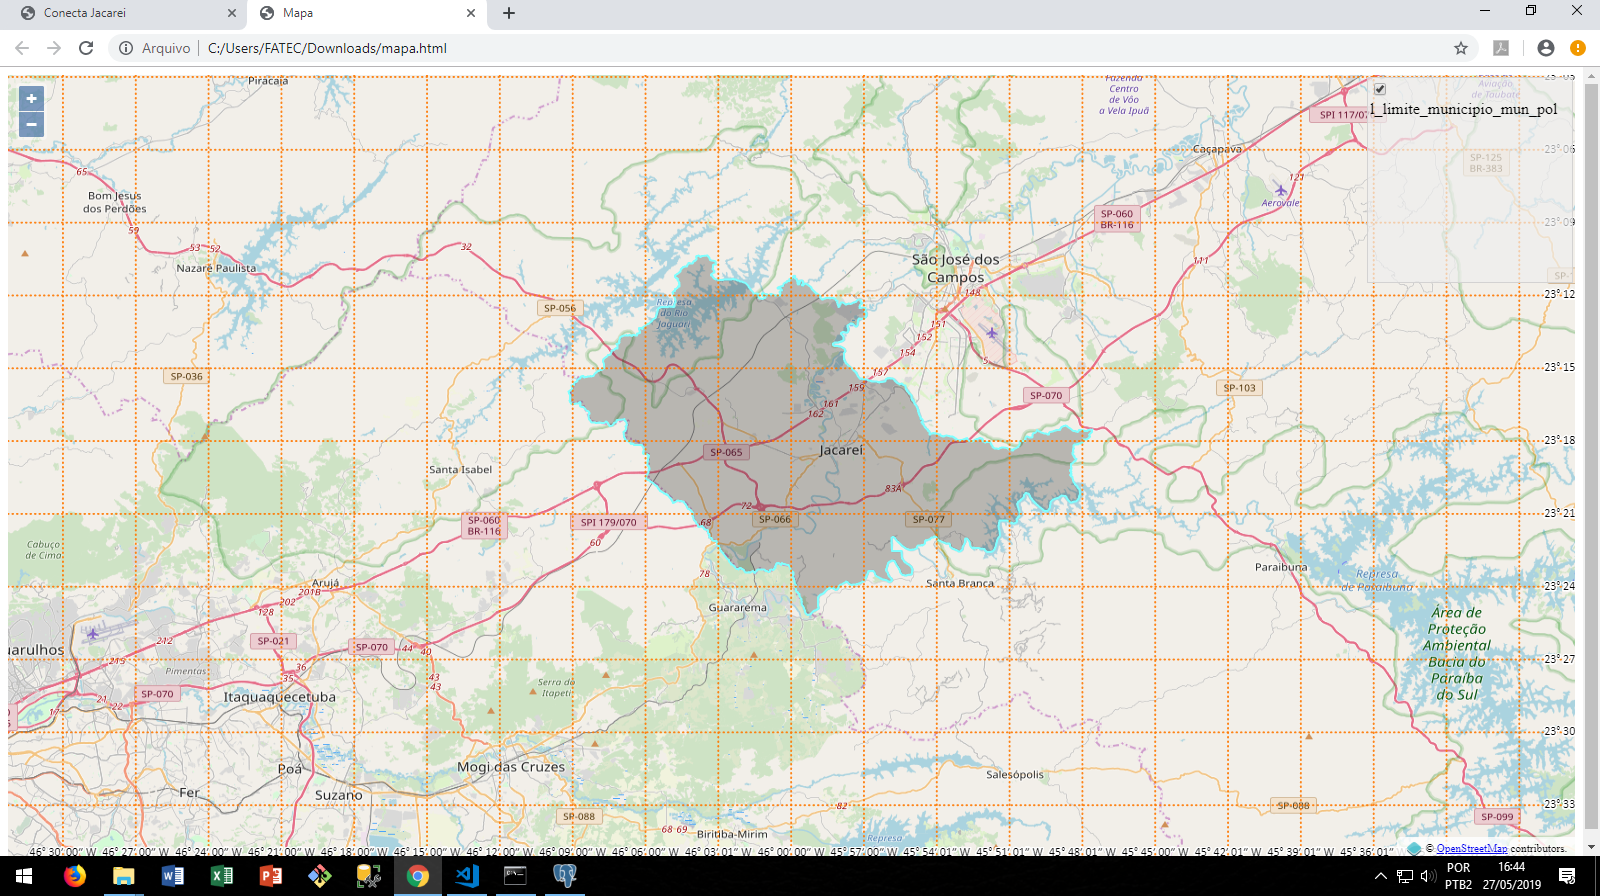 Conecta Jacarei
Mapa
Arquivo
C:/Users/FATEC/Downloads/mapa.html
+
−
l_limite_municipio_mun_pol
Piracaia
Fazenda
Centro
de Vôo
a Vela Ipuã
SPI 117/07
23° 06
SP-125
BR-383
Caçapava
65
Bom Jesus
dos Perdões
59
121
Aerovale
SP-060
BR-116
23° 09
53
52
32
Nazaré Paulista
São José dos
Campos
111
148
23° 12
Represa
do Rio
Jaguari
SP-056
151
152
154
5
157
23° 15
SP-036
159
161
162
SP-103
SP-070
23° 18
SP-065
Jacareí
Santa Isabel
83A
72
SP-066
SP-077
23° 21
SP-060
BR-116
SPI 179/070
68
60
Cabuço
de Cima
78
Arujá
Santa Branca
Paraibuna
Represa
de Paraibuna
23° 24
201B
202
128
Guararema
Área de
Proteção
Ambiental
Bacia do
Paraíba
do Sul
212
SP-021
SP-070
44
40
uarulhos
215
Pimentas
36
35
43
43
23° 27
SP-070
21
22
17
Itaquaquecetuba
Serra do
Itapeti
23° 30
Poá
Mogi das Cruzes
Salesópolis
Fer
Suzano
82
SP-088
SP-088
23° 33
SP-099
68-69
Biritiba-Mirim
Represa
46° 30′ 00″ W
46° 27′ 00″ W
46° 24′ 00″ W
46° 21′ 00″ W
46° 18′ 00″ W
46° 15′ 00″ W
46° 12′ 00″ W
46° 09′ 00″ W
46° 06′ 00″ W
46° 03′ 01″ W
46° 00′ 01″ W
45° 57′ 01″ W
45° 54′ 01″ W
45° 51′ 01″ W
45° 48′ 01″ W
45° 45′ 01″ W
45° 42′ 01″ W
45° 39′ 01″ W
45° 36′ 01″
© OpenStreetMap contributors.
POR
PTB2
16:44
27/05/2019